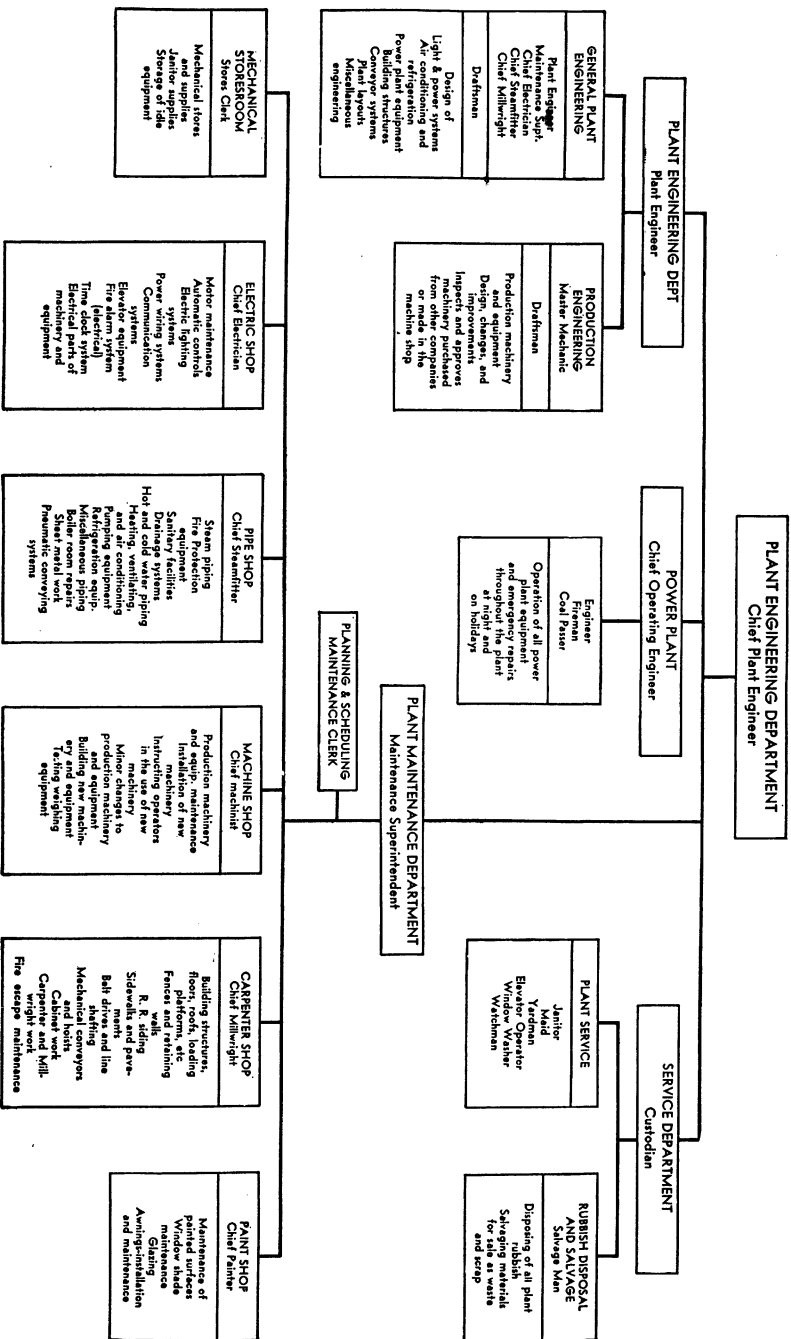 PLANT ENGINEERING DEPARTMENT
Chief Plant Engineer
PLANT ENGINEERING DEPT
Plant Engineer
POWER PLANT
Chief Operating Engineer
SERVICE DEPARTMENT
Custodian
GENERAL PLANT
ENGINEERING
Plant Engineer
Maintenance Supt.
Chief Electrician
Chief Steamfitter
Chief Millwright
Draftsman
Design of
Light & power systems
Air conditioning and
refrigeration
Power plant equipment
Building structures
Conveyor systems
Plant layouts
Miscellaneous
engineering
PRODUCTION
ENGINEERING
Master Mechanic
Draftsman
Production machinery
and equipment
Design, changes, and
improvements
Inspects and approves
machinery purchased
from other companies
or made in the
machine shop
Engineer
Fireman
Coal Passer
Operation of all power
plant equipment
and emergency repairs
throughout the plant
at night and
on holidays
PLANT SERVICE
Janitor
Maid
Yardman
Elevator Operator
Window Washer
Watchman
RUBBISH DISPOSAL
AND SALVAGE
Salvage Man
Disposing of all plant
rubbish
Salvaging materials
for sale as waste
and scrap
PLANT MAINTENANCE DEPARTMENT
Maintenance Superintendent
PLANNING & SCHEDULING
MAINTENANCE CLERK
MECHANICAL
STORESROOM
Stores Clerk
Mechanical stores
and supplies
Janitor supplies
Storage of idle
equipment
ELECTRIC SHOP
Chief Electrician
Motor maintenance
Automatic controls
Electric lighting
systems
Power wiring systems
Communication
systems
Elevator equipment
Fire alarm system
(electrical)
Time clock system
Electrical parts of
machinery and
equipment
PIPE SHOP
Chief Steamfitter
Steam piping
Fire Protection
equipment
Sanitary facilities
Drainage systems
Hot and cold water piping
Heating, ventilating,
and air conditioning
Pumping equipment
Refrigeration equip.
Miscellaneous piping
Boiler room repairs
Sheet metal work
Pneumatic conveying
systems
MACHINE SHOP
Chief machinist
Production machinery
and equip. maintenance
Installation of new
machinery
Instructing operators
in the use of new
machinery
Minor changes to
production machinery
and equipment
Building new machin-
ery and equipment
Testing weighing
equipment
CARPENTER SHOP
Chief Millwright
Building structures,
floors, roofs, loading
platforms, etc
Fences and retaining
walls
R. R. siding
Sidewalls and pave-
ments
Belt drives and line
shafting
Mechanical conveyors
and hoists
Cabinet work
Carpenter and Mill-
wright work
Fire escape maintenance
PAINT SHOP
Chief Painter
Maintenance of
painted surfaces
Window shade
maintenance
Glazing
Awnings-installation
and maintenance